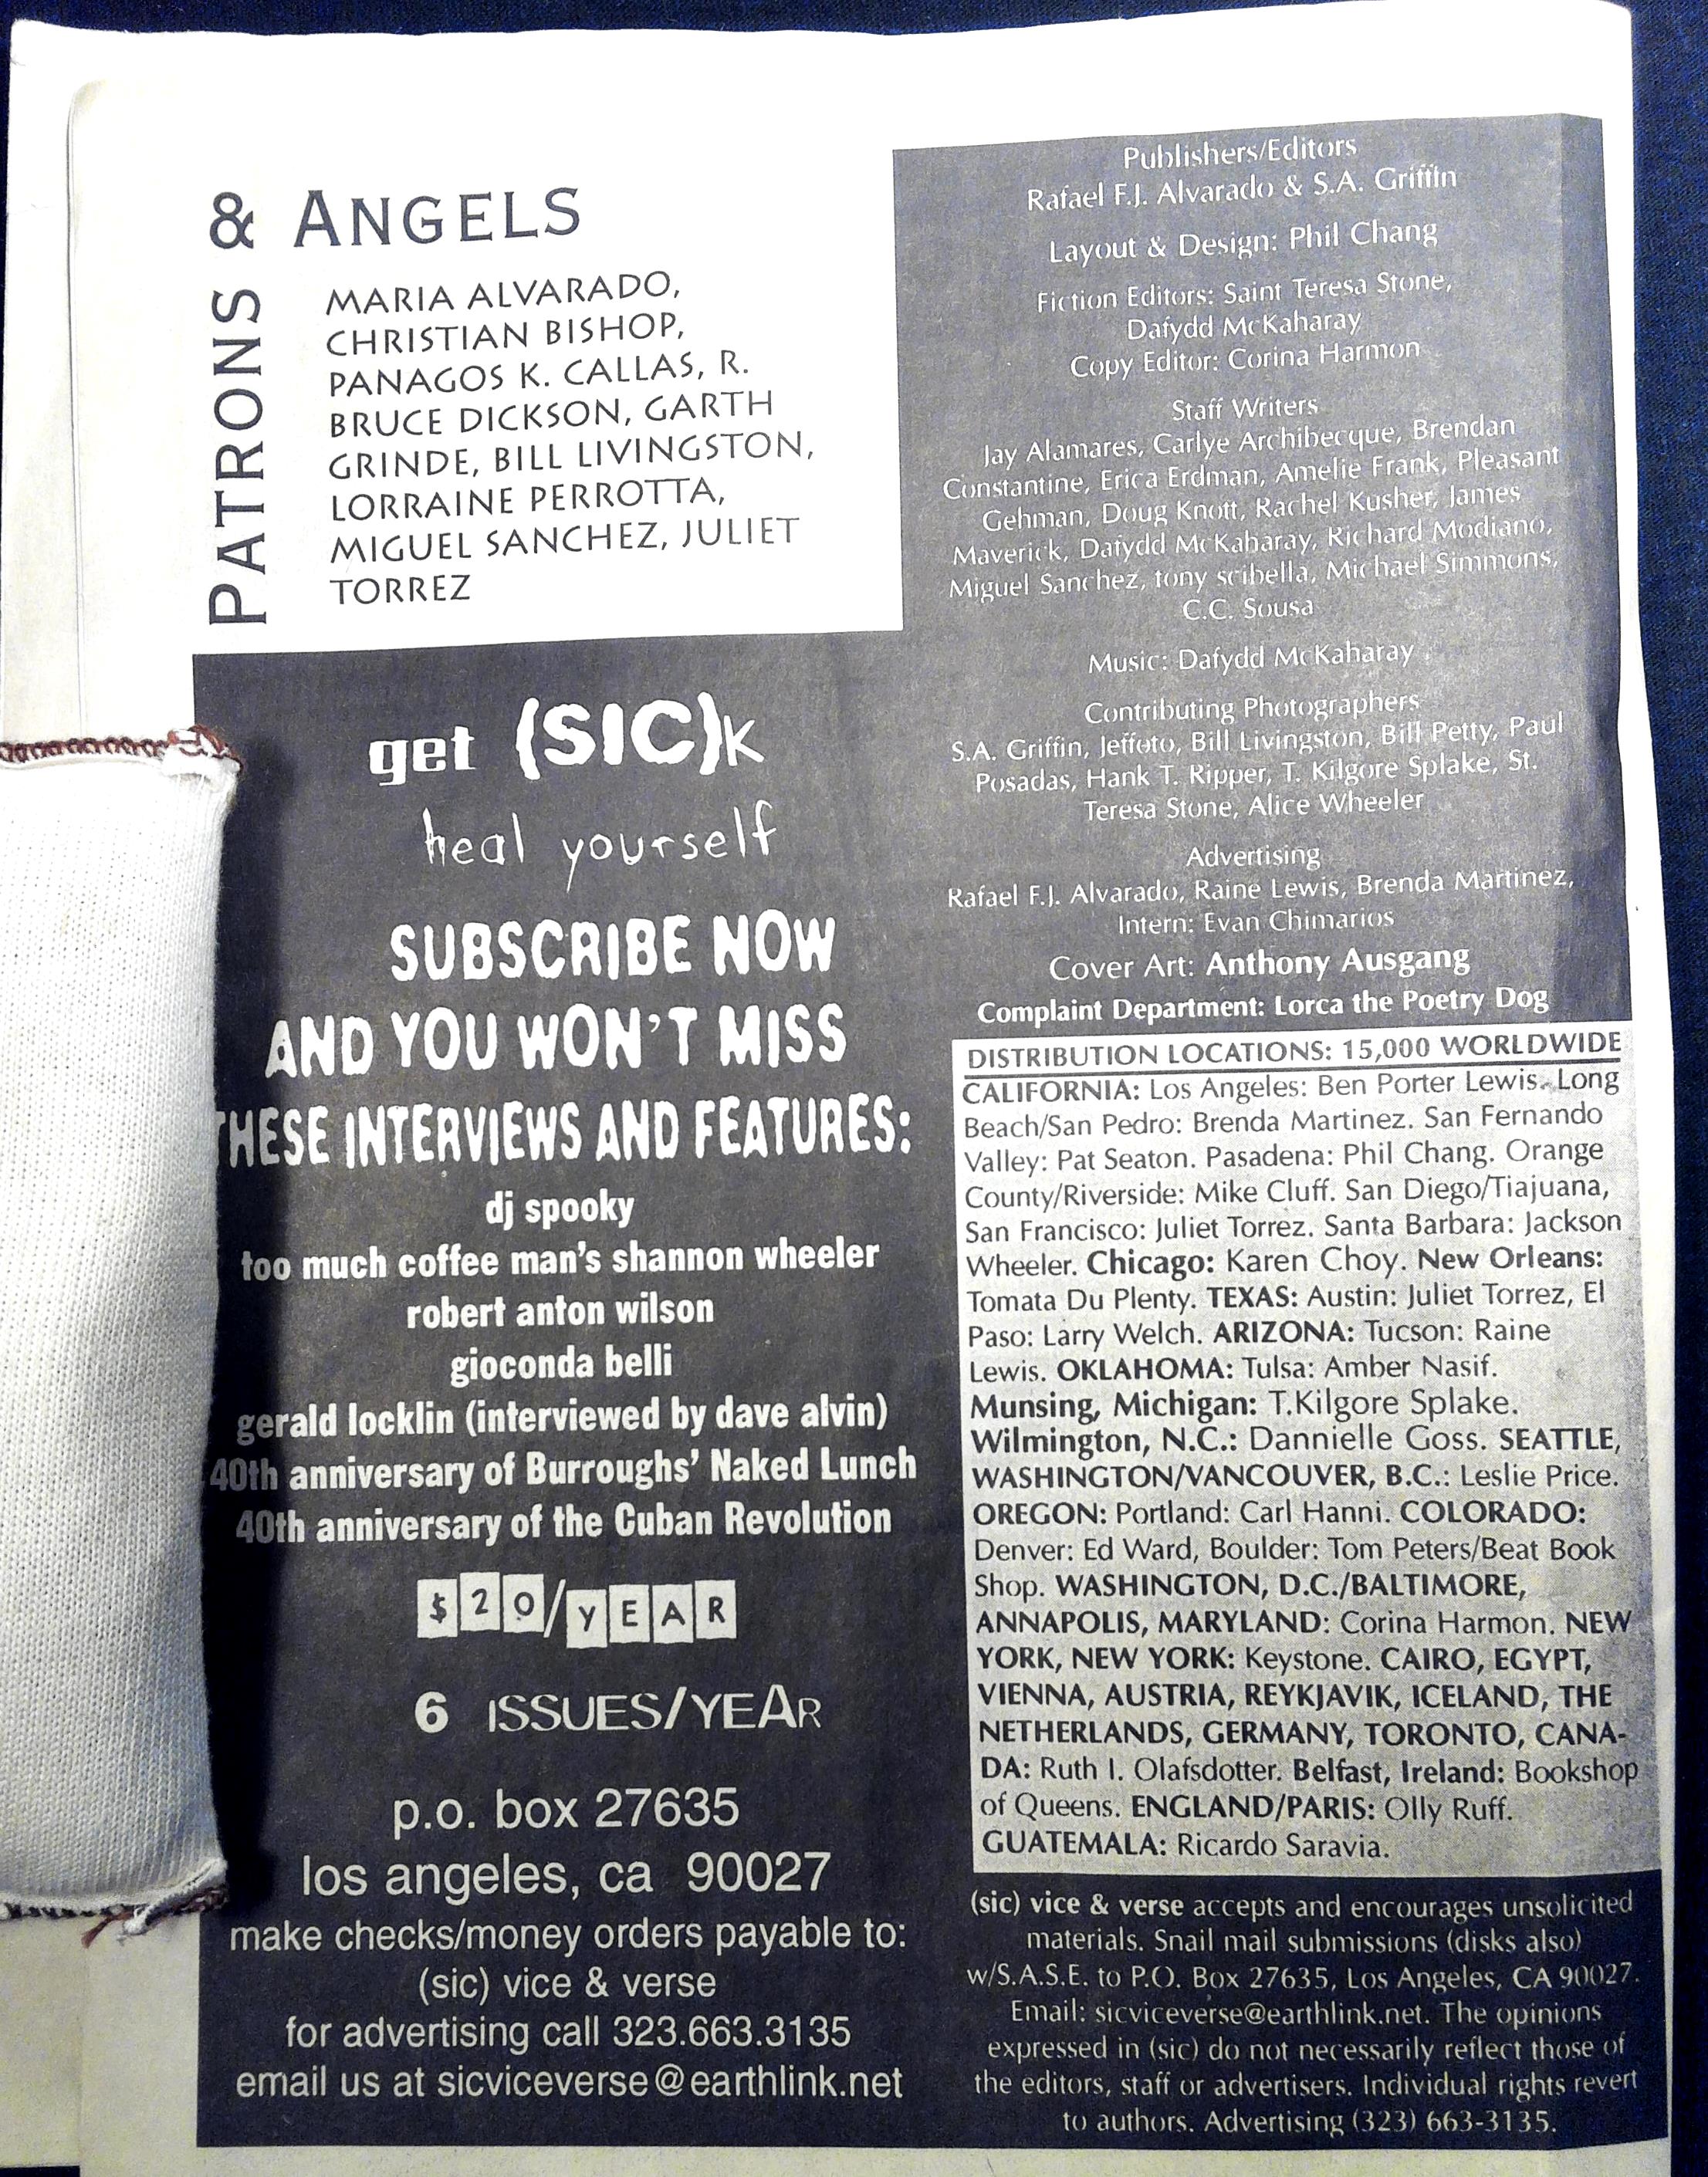 PATRONS & ANGELS
MARIA ALVARADO,
CHRISTIAN BISHOP,
PANAGOS K. CALLAS, R.
BRUCE DICKSON, GARTH
GRINDE, BILL LIVINGSTON,
LORRAINE PERROTTA,
MIGUEL SANCHEZ, JULIET
TORREZ
get (SIC)k
heal yourself
SUBSCRIBE NOW
AND YOU WON'T MISS
THESE INTERVIEWS AND FEATURES:
dj spooky
too much coffee man's shannon wheeler
robert anton wilson
gioconda belli
gerald locklin (interviewed by dave alvin)
40th anniversary of Burroughs' Naked Lunch
40th anniversary of the Cuban Revolution
$20/YEAR
6 ISSUES/YEAR
p.o. box 27635
los angeles, ca 90027
make checks/money orders payable to:
(sic) vice & verse
for advertising call 323.663.3135
email us at sicviceverse@earthlink.net
Publishers/Editors
Rafael F.J. Alvarado & S.A. Griffin
Layout & Design: Phil Chang
Fiction Editors: Saint Teresa Stone,
Dafydd McKaharay
Copy Editor: Corina Harmon
Staff Writers
Jay Alamares, Carlye Archibecque, Brendan
Constantine, Erica Erdman, Amelie Frank, Pleasant
Gehman, Doug Knott, Rachel Kusher, James
Maverick, Dafydd McKaharay, Richard Modiano,
Miguel Sanchez, tony scibella, Michael Simmons,
C.C. Sousa
Music: Dafydd McKaharay
Contributing Photographers
S.A. Griffin, Jeffoto, Bill Livingston, Bill Petty, Paul
Posadas, Hank T. Ripper, T. Kilgore Splake, St.
Teresa Stone, Alice Wheeler
Advertising
Rafael F.J. Alvarado, Raine Lewis, Brenda Martinez,
Intern: Evan Chimarios
Cover Art: Anthony Ausgang
Complaint Department: Lorca the Poetry Dog
DISTRIBUTION LOCATIONS: 15,000 WORLDWIDE
CALIFORNIA: Los Angeles: Ben Porter Lewis. Long
Beach/San Pedro: Brenda Martinez. San Fernando
Valley: Pat Seaton. Pasadena: Phil Chang. Orange
County/Riverside: Mike Cluff. San Diego/Tiajuana,
San Francisco: Juliet Torrez. Santa Barbara: Jackson
Wheeler. Chicago: Karen Choy. New Orleans:
Tomata Du Plenty. TEXAS: Austin: Juliet Torrez, El
Paso: Larry Welch. ARIZONA: Tucson: Raine
Lewis. OKLAHOMA: Tulsa: Amber Nasif.
Munsing, Michigan: T.Kilgore Splake.
Wilmington, N.C.: Dannielle Goss. SEATTLE,
WASHINGTON/VANCOUVER, B.C.: Leslie Price.
OREGON: Portland: Carl Hanni. COLORADO:
Denver: Ed Ward, Boulder: Tom Peters/Beat Book
Shop. WASHINGTON, D.C./BALTIMORE,
ANNAPOLIS, MARYLAND: Corina Harmon. NEW
YORK, NEW YORK: Keystone. CAIRO, EGYPT,
VIENNA, AUSTRIA, REYKJAVIK, ICELAND, THE
NETHERLANDS, GERMANY, TORONTO, CANA-
DA: Ruth I. Olafsdotter. Belfast, Ireland: Bookshop
of Queens. ENGLAND/PARIS: Olly Ruff.
GUATEMALA: Ricardo Saravia.
(sic) vice & verse accepts and encourages unsolicited
materials. Snail mail submissions (disks also)
w/S.A.S.E. to P.O. Box 27635, Los Angeles, CA 90027.
Email: sicviceverse@earthlink.net. The opinions
expressed in (sic) do not necessarily reflect those of
the editors, staff or advertisers. Individual rights revert
to authors. Advertising (323) 663-3135.